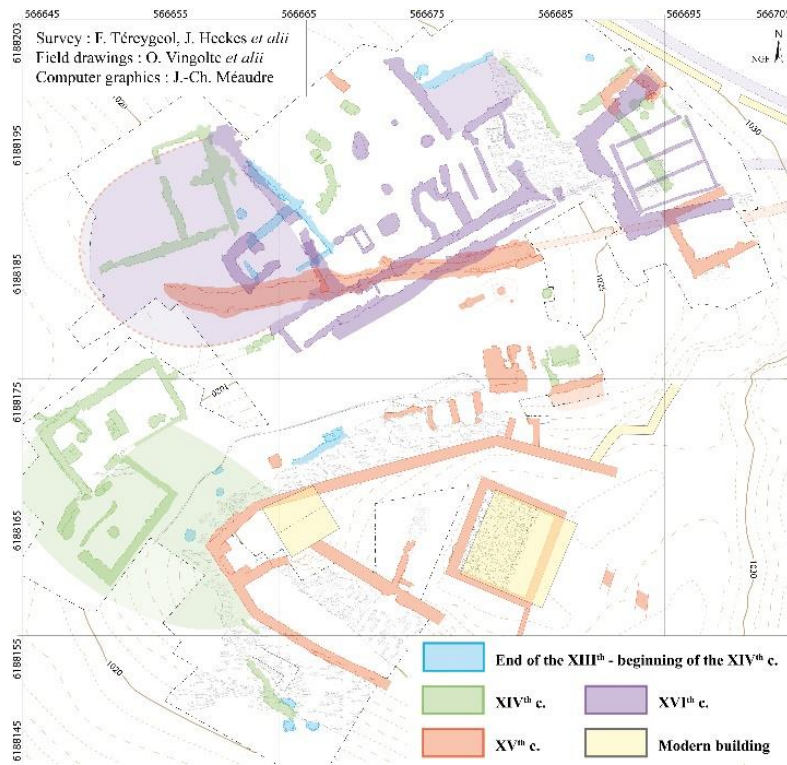 566645 566655 566665 566675 566685 566695 566705
Survey : F. Téreygeol, J. Heckes et alii
Field drawings : O. Vingolte et alii
Computer graphics : J.-Ch. Méaudre
N
NGF
6188203
6188195
6188185
6188175
6188165
6188155
6188145
1020
1030
1025
1020
1030
1020
End of the XIIIth - beginning of the XIVth c.
XIVth c.
XVIth c.
XVth c.
Modern building